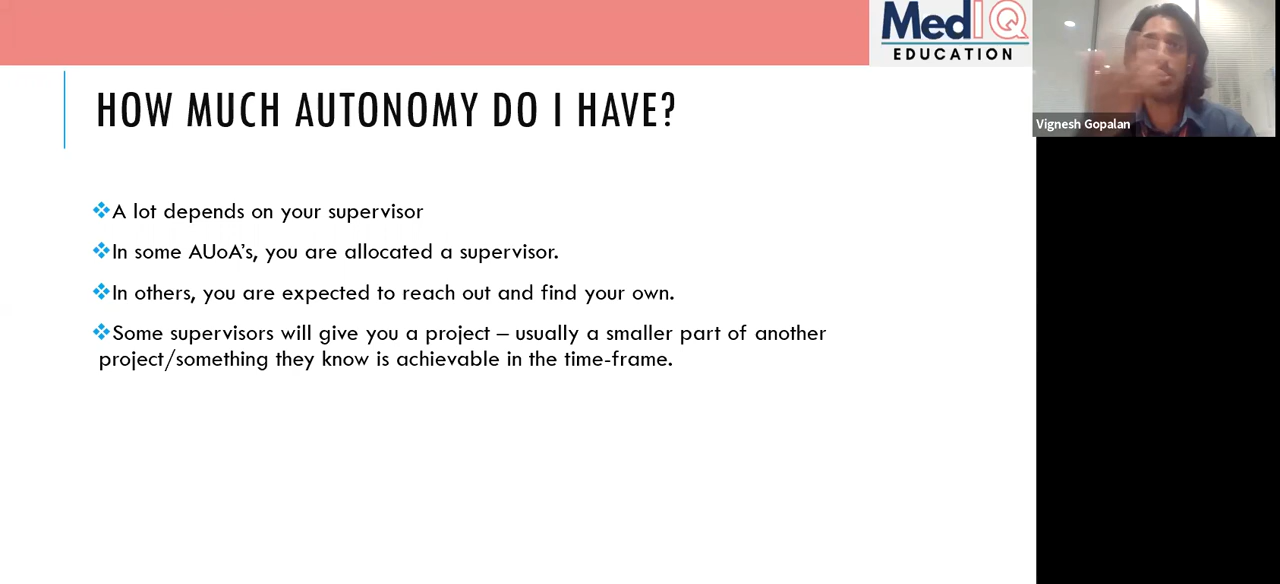 MedIQ
EDUCATION
Vignesh Gopalan
HOW MUCH AUTONOMY DO I HAVE?
❖A lot depends on your supervisor
❖In some AUoA’s, you are allocated a supervisor.
❖In others, you are expected to reach out and find your own.
❖Some supervisors will give you a project – usually a smaller part of another
project/something they know is achievable in the time-frame.